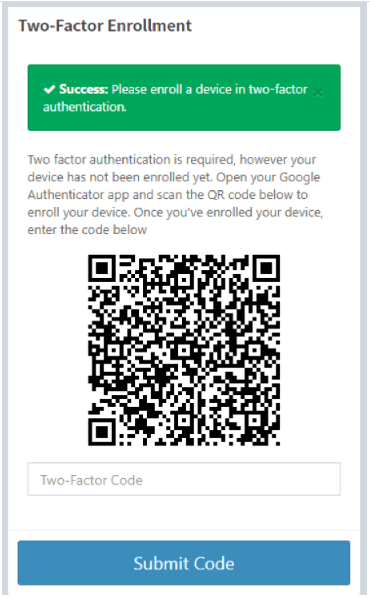 Two-Factor Enrollment
✔ Success: Please enroll a device in two-factor ×
authentication.
Two factor authentication is required, however your
device has not been enrolled yet. Open your Google
Authenticator app and scan the QR code below to
enroll your device. Once you've enrolled your device,
enter the code below
Two-Factor Code
Submit Code